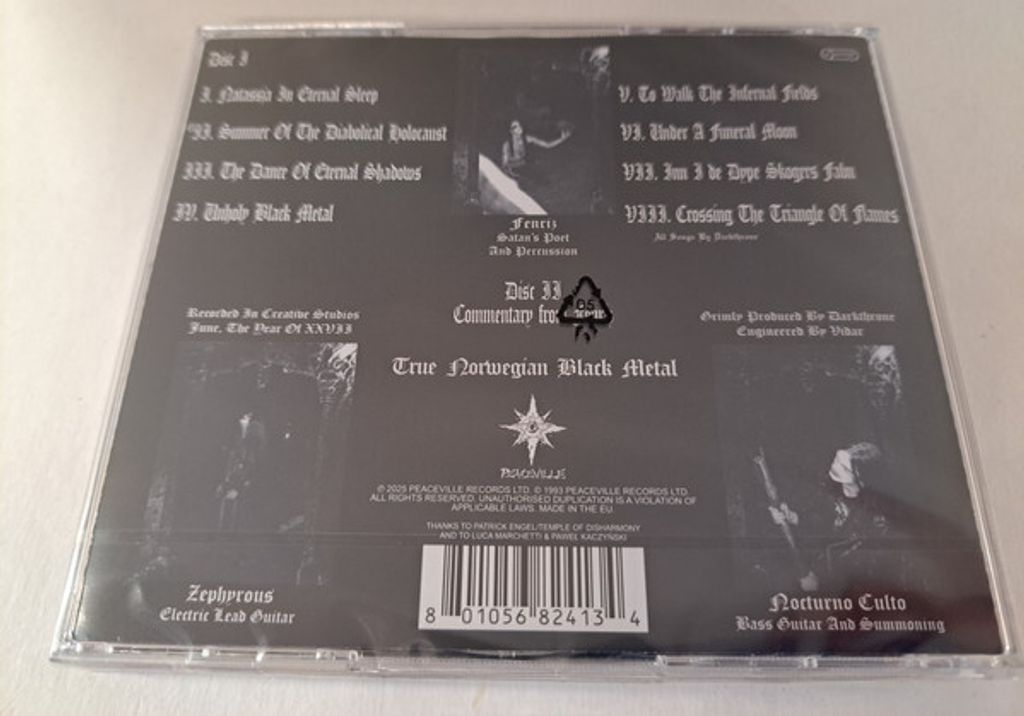 Disc I
I. Natassja In Eternal Sleep
II. Summer Of The Diabolical Holocaust
III. The Dance Of Eternal Shadows
IV. Unholy Black Metal
V. To Walk The Infernal Fields
VI. Under A Funeral Moon
VII. Inn I de Dype Skogers Fabn
VIII. Crossing The Triangle Of Flames
All Songs By Darkthrone
Fenriz
Satan's Poet
And Percussion
Disc II
Commentary
05
Recorded In Creative Studios
June, The Year Of XXVII
Grimly Produced By Darkthrone
Engineered By Vidar
True Norwegian Black Metal
PEACEVILLE
© 2025 PEACEVILLE RECORDS LTD. © 1993 PEACEVILLE RECORDS LTD.
ALL RIGHTS RESERVED. UNAUTHORISED DUPLICATION IS A VIOLATION OF
APPLICABLE LAWS. MADE IN THE EU
THANKS TO PATRICK ENGEL/TEMPLE OF DISHARMONY
AND TO LUCA MARCHETTI & PAWEŁ KACZYŃSKI
Zephyrous
Electric Lead Guitar
8 01056 82413 4
Nocturno Culto
Bass Guitar And Summoning